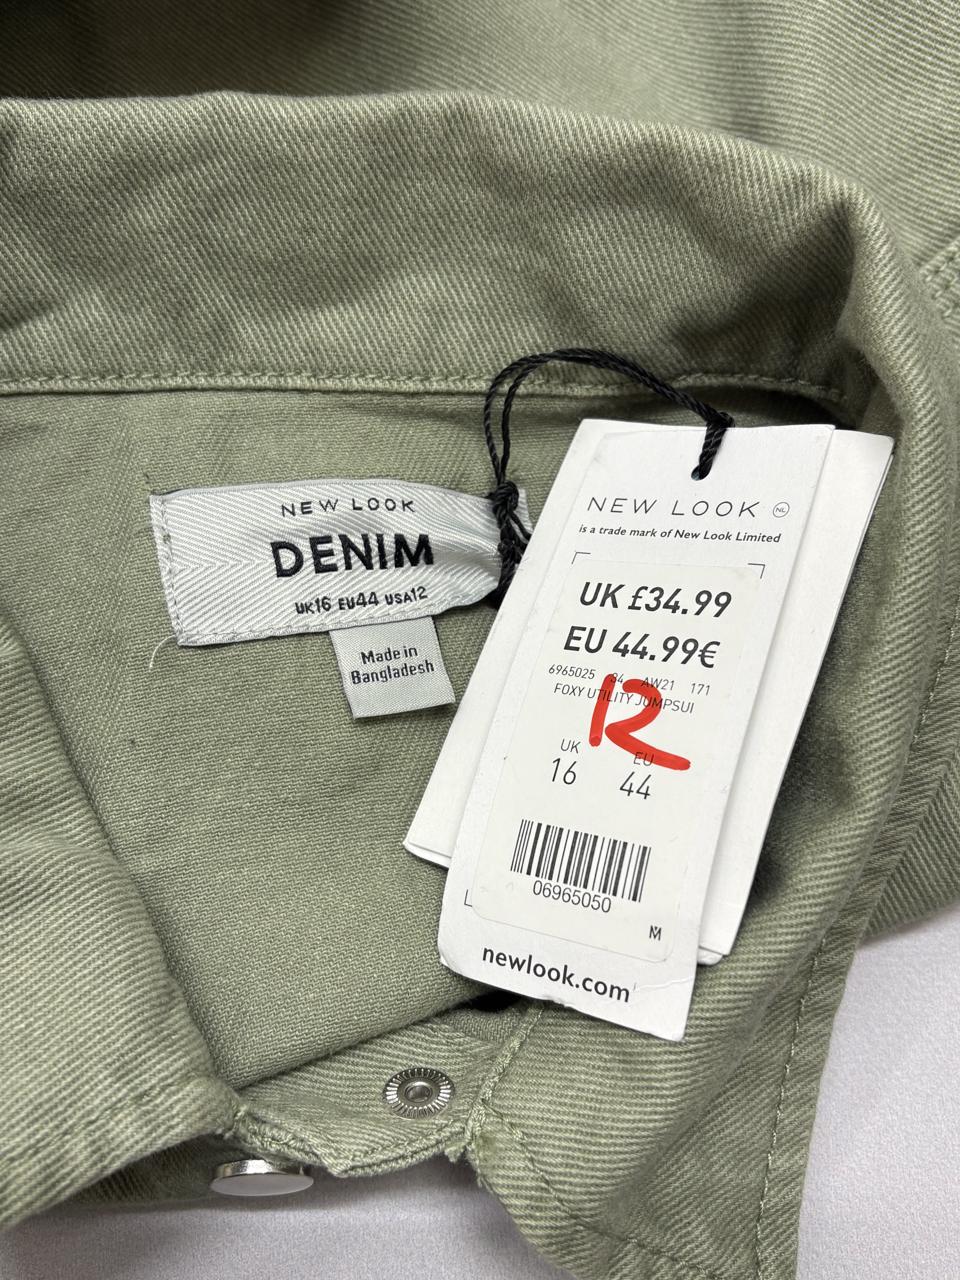 NEW LOOK
DENIM
UK16 EU44 USA12
Made in
Bangladesh
NEW LOOK NL
is a trade mark of New Look Limited
UK £34.99
EU 44.99€
6965025 34 AW21 171
FOXY UTILITY JUMPSUI
12
UK EU
16 44
06965050
M
newlook.com